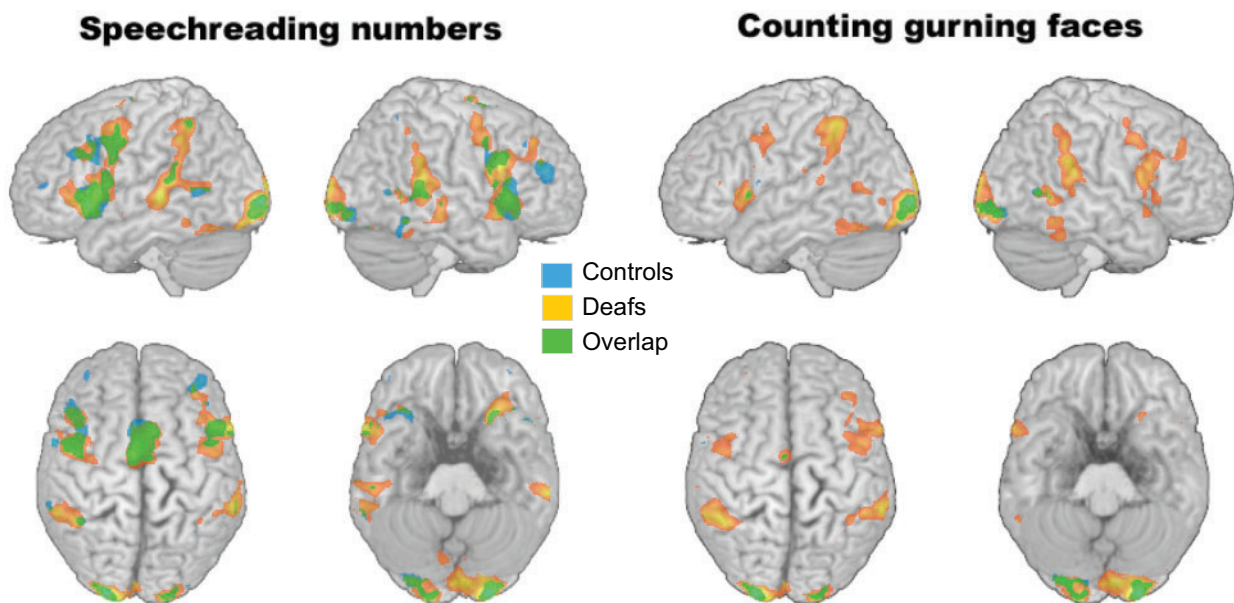 Speechreading numbers
Counting gurning faces
Controls
Deafs
Overlap